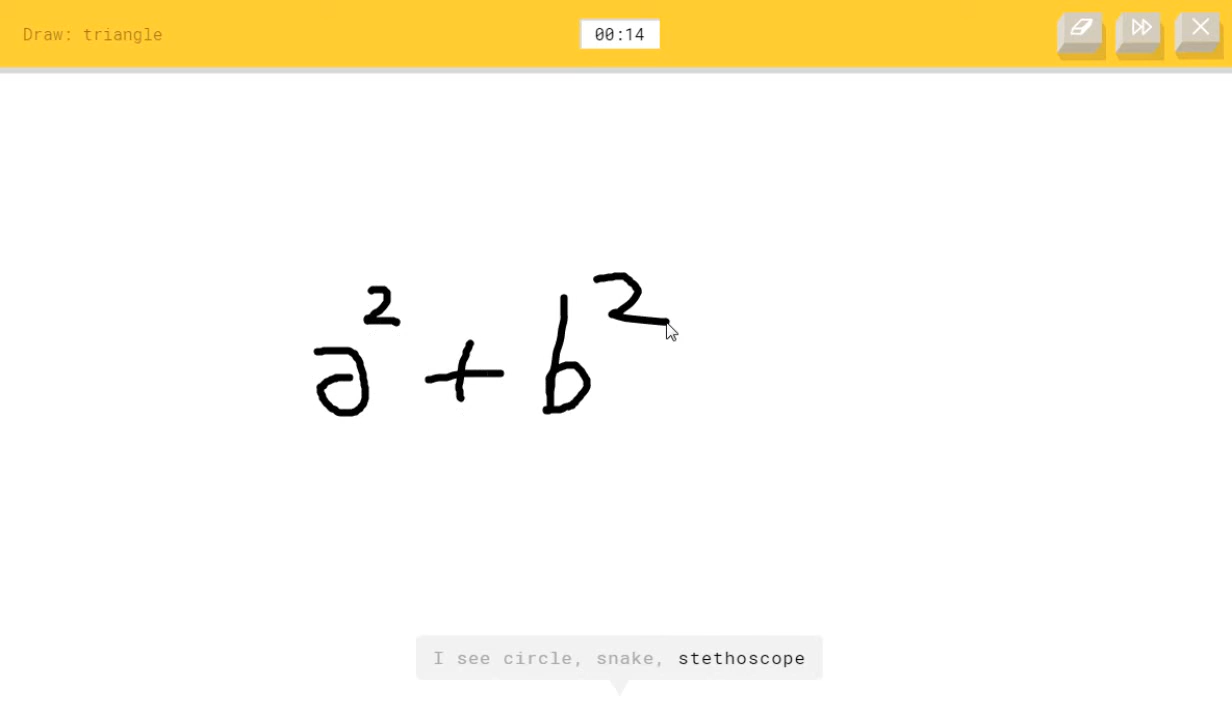 Draw: triangle
00:14
a² + b²
I see circle, snake, stethoscope